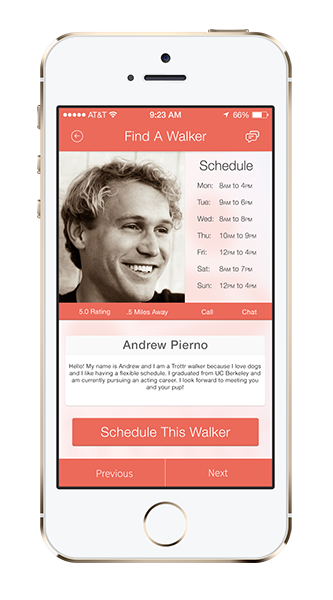 AT&T 9:23 AM 66%
Find A Walker
Schedule
Mon: 8AM to 4PM
Tue: 9AM to 6PM
Wed: 8AM to 8PM
Thu: 10AM to 9PM
Fri: 12PM to 4PM
Sat: 8AM to 7PM
Sun: 12PM to 4PM
5.0 Rating .5 Miles Away Call Chat
Andrew Pierno
Hello! My name is Andrew and I am a Trottr walker because I love dogs
and I like having a flexible schedule. I graduated from UC Berkeley and
am currently pursuing an acting career. I look forward to meeting you
and your pup!
Schedule This Walker
Previous Next